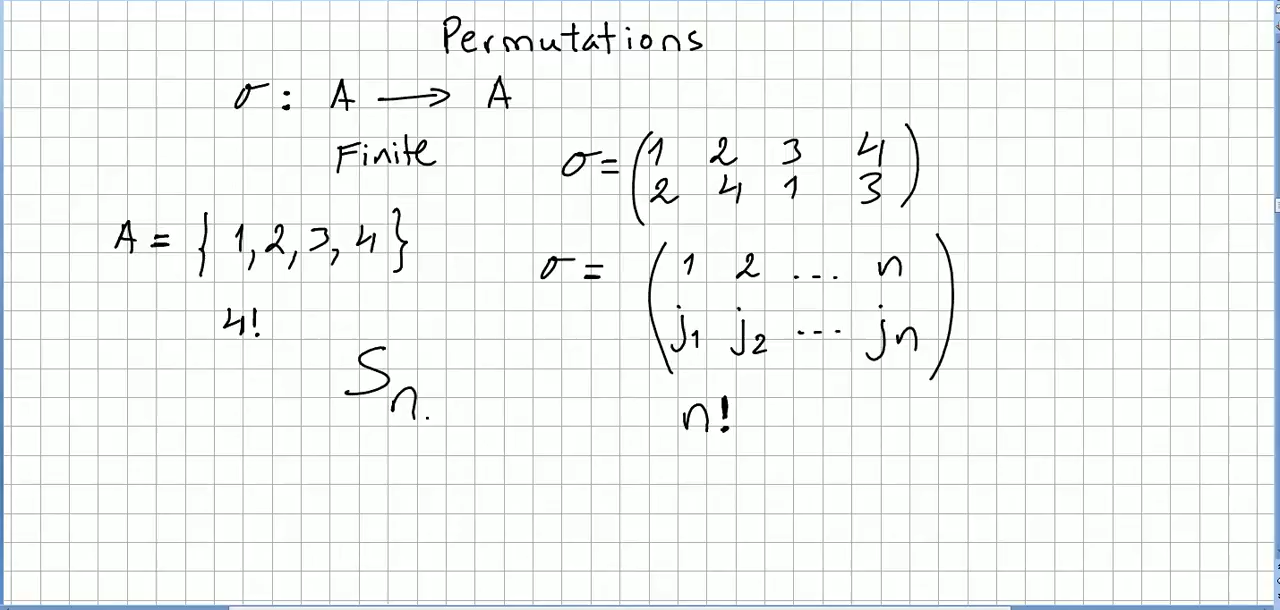 Permutations
σ: A → A
Finite
σ = (1 2 3 4
2 4 1 3)
A = { 1, 2, 3, 4 }
σ = (1 2 ... n
j1 j2 ... jn)
4!
Sn.
n!